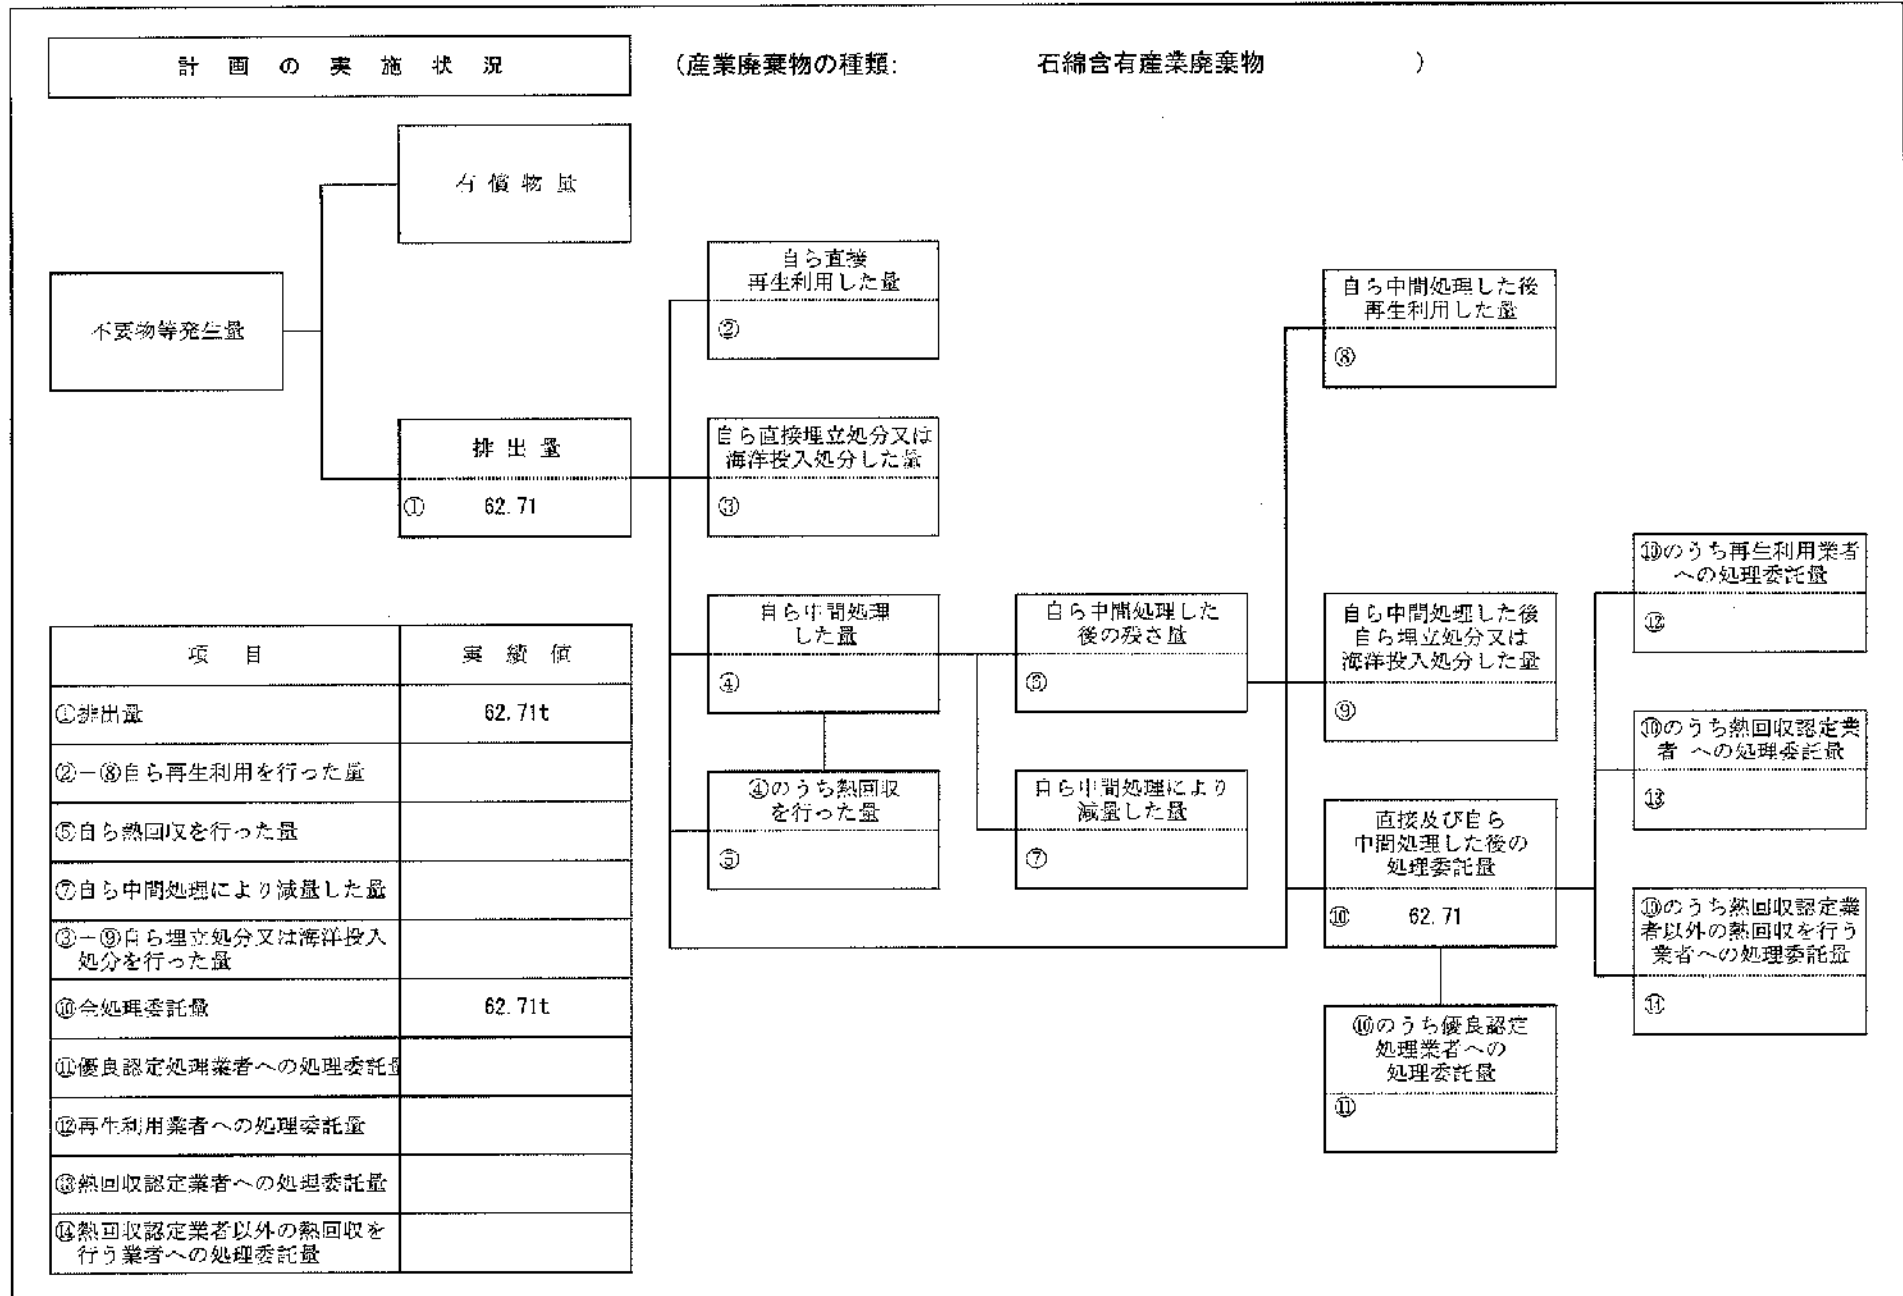 計画の実施状況
(産業廃棄物の種類: 石綿含有産業廃棄物 )
有償物量
不要物等発生量
排出量
① 62.71
自ら直接
再生利用した量
②
自ら直接埋立処分又は
海洋投入処分した量
③
自ら中間処理
した量
④
④のうち熱回収
を行った量
⑤
自ら中間処理した
後の残さ量
⑥
自ら中間処理により
減量した量
⑦
自ら中間処理した後
再生利用した量
⑧
自ら中間処理した後
自ら埋立処分又は
海洋投入処分した量
⑨
直接及び自ら
中間処理した後の
処理委託量
⑩ 62.71
⑩のうち優良認定
処理業者への
処理委託量
⑪
⑩のうち再生利用業者
への処理委託量
⑫
⑩のうち熱回収認定業
者 への処理委託量
⑬
⑩のうち熱回収認定業
者以外の熱回収を行う
業者への処理委託量
⑭
項目 実績値
①排出量 62.71t
②ー⑧自ら再生利用を行った量
⑤自ら熱回収を行った量
⑦自ら中間処理により減量した量
③ー⑨自ら埋立処分又は海洋投入
処分を行った量
⑩全処理委託量 62.71t
⑪優良認定処理業者への処理委託量
⑫再生利用業者への処理委託量
⑬熱回収認定業者への処理委託量
⑭熱回収認定業者以外の熱回収を
行う業者への処理委託量